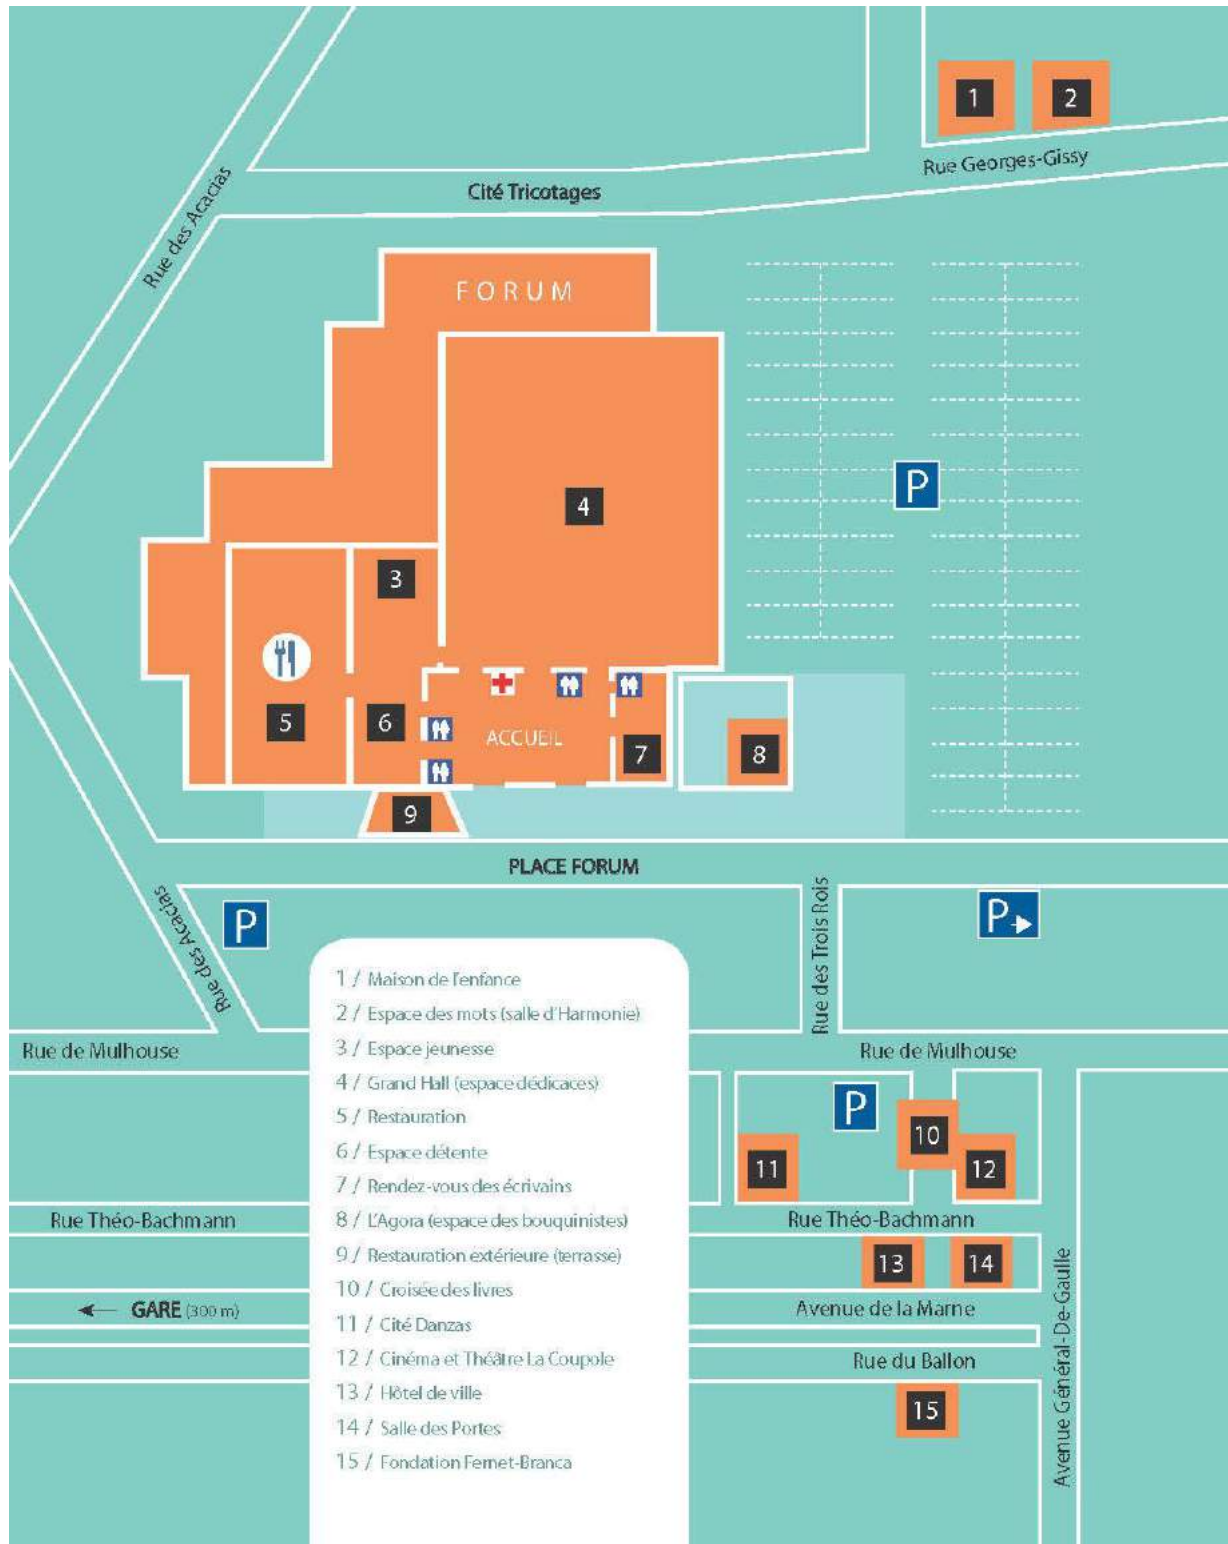 1
2
Rue Georges-Gissy
Cité Tricotages
Rue des Acacias
FORUM
4
P
3
5
6
ACCUEIL
7
8
9
PLACE FORUM
Rue des Acacias
P
Rue des Trois Rois
P
1 / Maison de l'enfance
2 / Espace des mots (salle d'Harmonie)
3 / Espace jeunesse
4 / Grand Hall (espace dédicaces)
5 / Restauration
6 / Espace détente
7 / Rendez-vous des écrivains
8 / L'Agora (espace des bouquinistes)
9 / Restauration extérieure (terrasse)
10 / Croisée des livres
11 / Cité Danzas
12 / Cinéma et Théâtre La Coupole
13 / Hôtel de ville
14 / Salle des Portes
15 / Fondation Fernet-Branca
Rue de Mulhouse
Rue de Mulhouse
P
10
11
12
Rue Théo-Bachmann
Rue Théo-Bachmann
13
14
GARE (300 m)
Avenue de la Marne
Rue du Ballon
15
Avenue Général-De-Gaulle